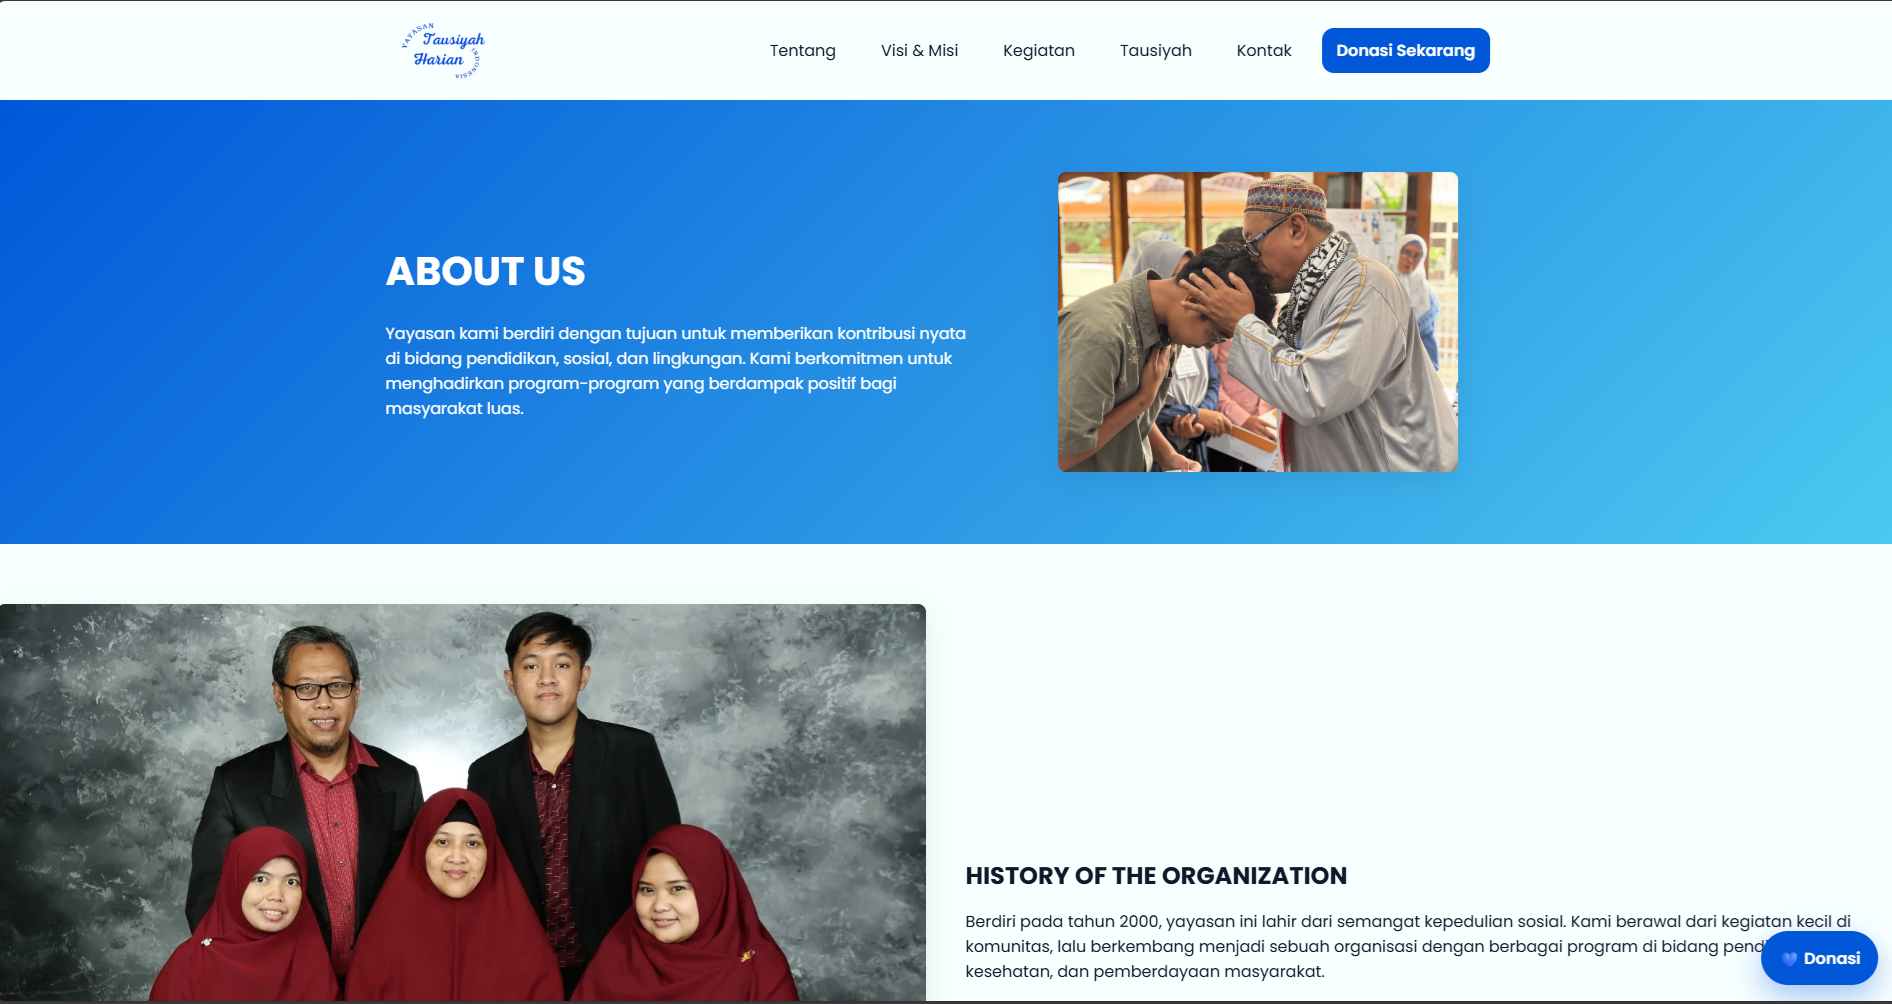 YAYASAN
Tausiyah
Harian
INDONESIA
Tentang
Visi & Misi
Kegiatan
Tausiyah
Kontak
Donasi Sekarang
ABOUT US
Yayasan kami berdiri dengan tujuan untuk memberikan kontribusi nyata
di bidang pendidikan, sosial, dan lingkungan. Kami berkomitmen untuk
menghadirkan program-program yang berdampak positif bagi
masyarakat luas.
HISTORY OF THE ORGANIZATION
Berdiri pada tahun 2000, yayasan ini lahir dari semangat kepedulian sosial. Kami berawal dari kegiatan kecil di
komunitas, lalu berkembang menjadi sebuah organisasi dengan berbagai program di bidang
kesehatan, dan pemberdayaan masyarakat.
Donasi